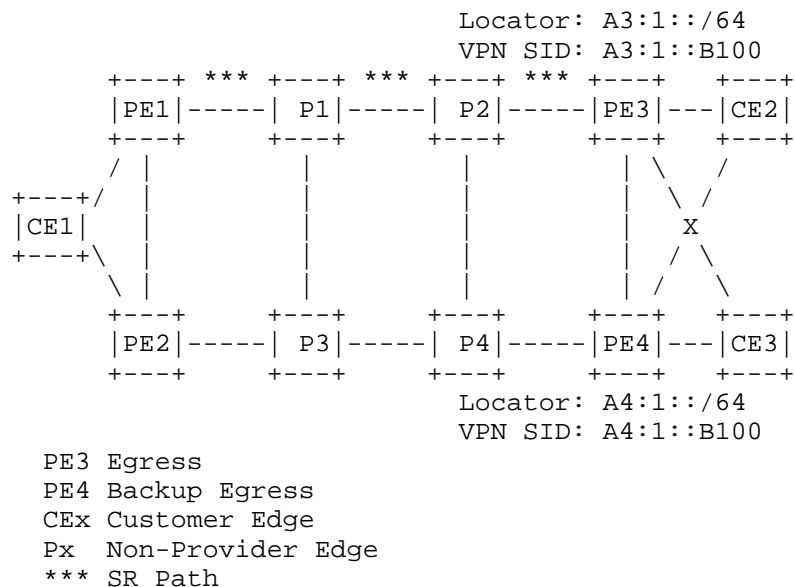 Locator: A3:1::/64
VPN SID: A3:1::B100
*** *** ***
PE1 P1 P2 PE3 CE2
CE1 X
PE2 P3 P4 PE4 CE3
Locator: A4:1::/64
VPN SID: A4:1::B100
PE3 Egress
PE4 Backup Egress
CEx Customer Edge
Px Non-Provider Edge
*** SR Path